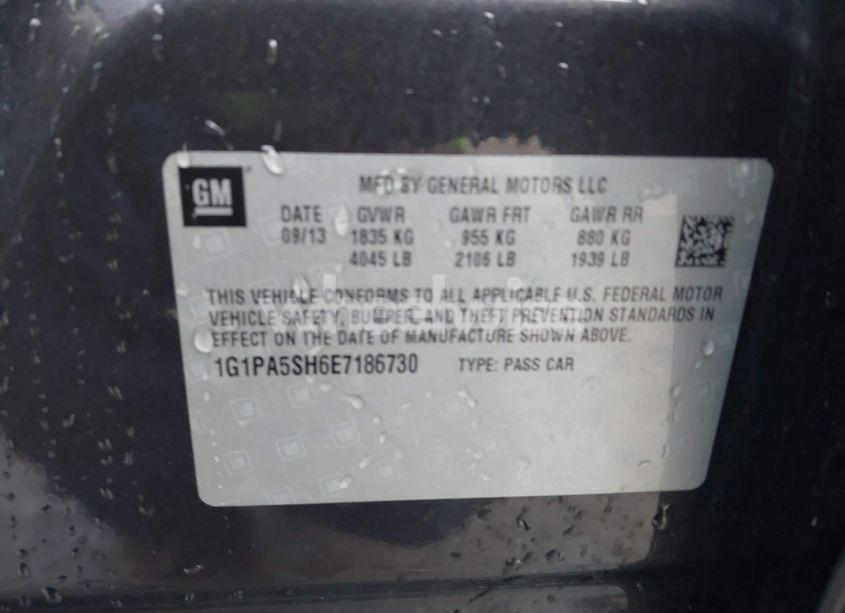 GM
MFD BY GENERAL MOTORS LLC
DATE GVWR GAWR FRT GAWR RR
09/13 1835 KG 955 KG 880 KG
4045 LB 2106 LB 1939 LB
THIS VEHICLE CONFORMS TO ALL APPLICABLE U.S. FEDERAL MOTOR
VEHICLE SAFETY, BUMPER, AND THEFT PREVENTION STANDARDS IN
EFFECT ON THE DATE OF MANUFACTURE SHOWN ABOVE.
1G1PA5SH6E7186730 TYPE: PASS CAR